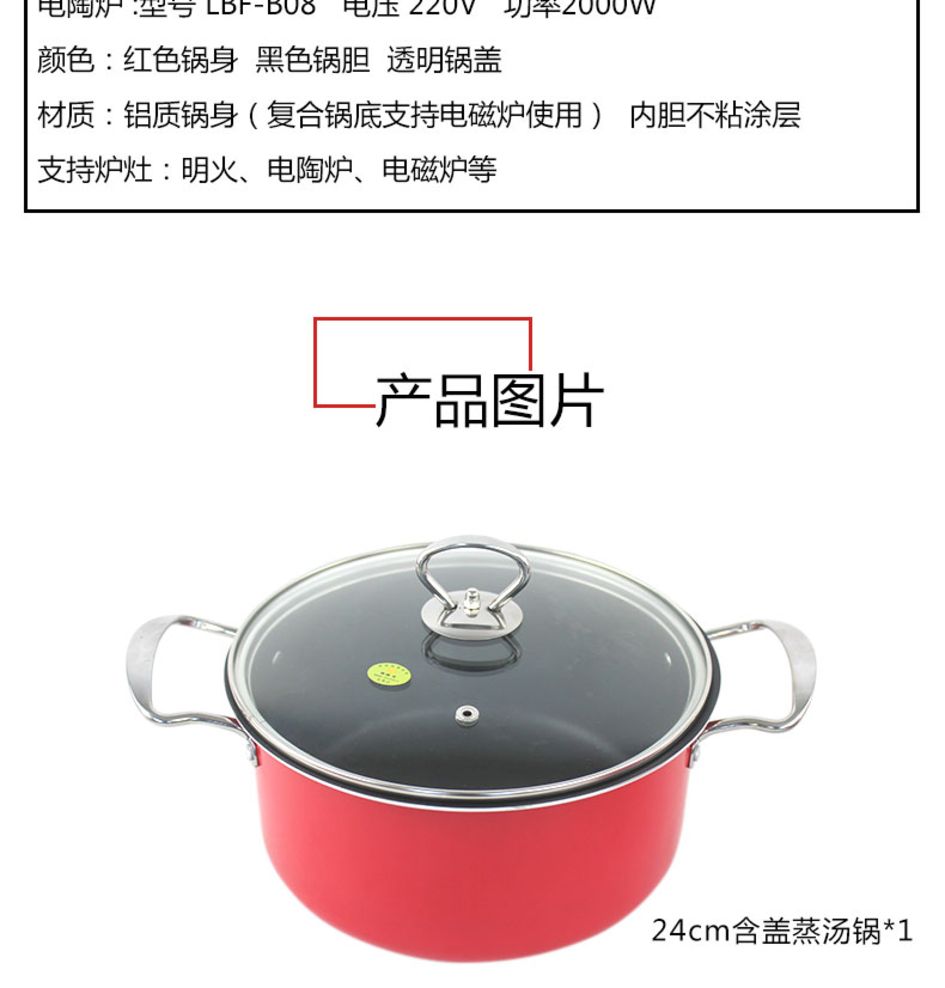 电陶炉 :型号 LBF-B08 电压 220V 功率2000W
颜色：红色锅身 黑色锅胆 透明锅盖
材质：铝质锅身（复合锅底支持电磁炉使用） 内胆不粘涂层
支持炉灶：明火、电陶炉、电磁炉等
产品图片
24cm含盖蒸汤锅*1